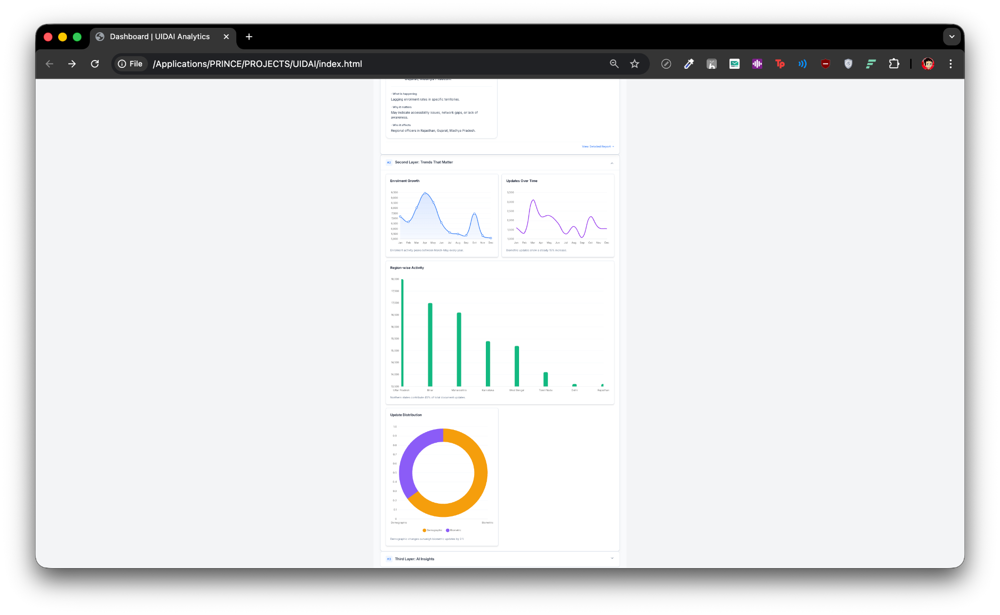 Dashboard | UIDAI Analytics
File
/Applications/PRINCE/PROJECTS/UIDAI/index.html
Tp
Gujarat, Madhya Pradesh.
· What is happening
Lagging enrolment rates in specific territories.
· Why it matters
May indicate accessibility issues, network gaps, or lack of
awareness.
· Who it affects
Regional officers in Rajasthan, Gujarat, Madhya Pradesh.
View Detailed Report →
#2 Second Layer: Trends That Matter
Enrolment Growth
9,500
9,000
8,500
8,000
7,500
7,000
6,500
6,000
5,500
5,000
Jan Feb Mar Apr May Jun Jul Aug Sep Oct Nov Dec
Enrolment activity peaks between March-May every year.
Updates Over Time
3,500
3,000
2,500
2,000
1,500
1,000
Jan Feb Mar Apr May Jun Jul Aug Sep Oct Nov Dec
Biometric updates show a steady 15% increase.
Region-wise Activity
18,000
17,500
17,000
16,500
16,000
15,500
15,000
14,500
14,000
13,500
Uttar Pradesh Bihar Maharashtra Karnataka West Bengal Tamil Nadu Delhi Rajasthan
Northern states contribute 45% of total document updates.
Update Distribution
1.0
0.9
0.8
0.7
0.6
0.5
0.4
0.3
0.2
0.1
0
Demographic Biometric
Demographic Biometric
Demographic changes outweigh biometric updates by 2:1.
#3 Third Layer: AI Insights